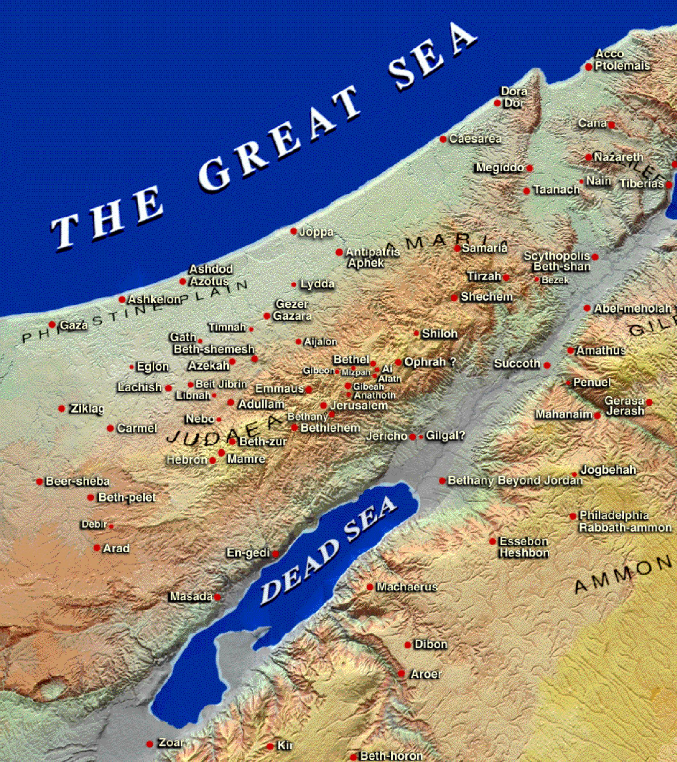 THE GREAT SEA
Acco
Ptolemais
Dora
Dor
Cana
Caesarea
Nazareth
Megiddo
Nain
Tiberias
Taanach
Joppa
Antipatris
Aphek
Samaria
Scythopolis
Beth-shan
Ashdod
Azotus
Lydda
Tirzah
Bezek
PHILISTINE PLAIN
Ashkelon
Shechem
Gezer
Gazara
Abel-meholah
Gaza
Timnah
Shiloh
Gath
Aijalon
Beth-shemesh
Amathus
Bethel
Ophrah ?
Eglon
Azekah
Gibeon
Mizpah
Ai
Succoth
Aiath
Lachish
Beit Jibrin
Emmaus
Gibeah
Penuel
Libnah
Anathoth
Gerasa
Jerash
Ziklag
Adullam
Jerusalem
Mahanaim
Nebo
Bethany
Carmel
Bethlehem
JUDAEA
Jericho
Gilgal?
Beth-zur
Hebron
Mamre
Jogbehah
Beer-sheba
Bethany Beyond Jordan
Beth-pelet
DEAD SEA
Philadelphia
Rabbath-ammon
Debir
Arad
Essebon
Heshbon
En-gedi
AMMON
Masada
Machaerus
Dibon
Aroer
Zoar
Kir
Beth-horon